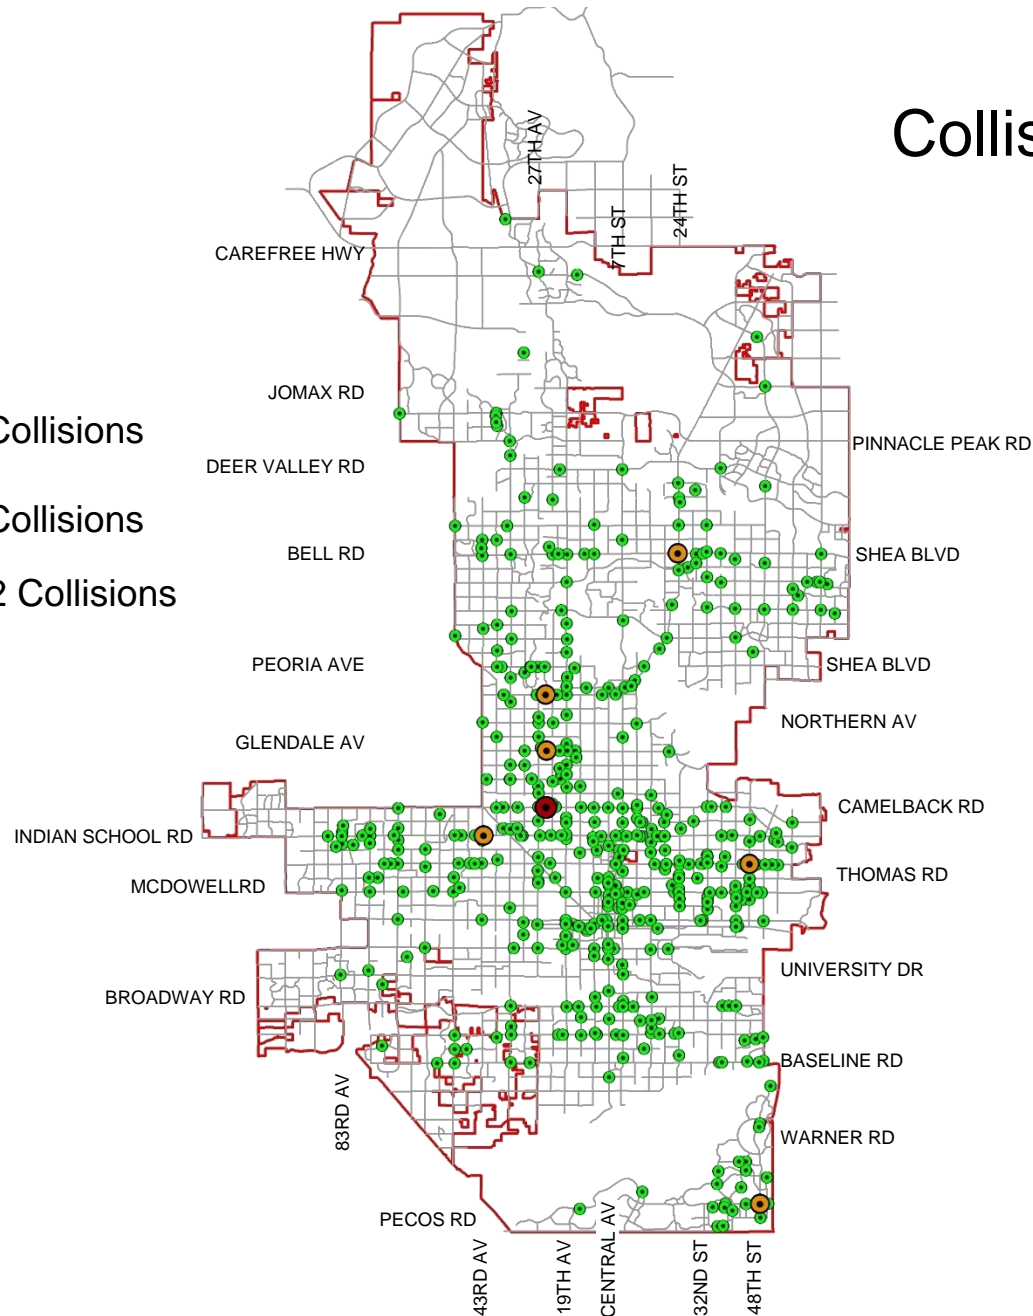 Collis
27TH AV
24TH ST
7TH ST
CAREFREE HWY
JOMAX RD
Collisions
PINNACLE PEAK RD
DEER VALLEY RD
Collisions
BELL RD
SHEA BLVD
2 Collisions
PEORIA AVE
SHEA BLVD
NORTHERN AV
GLENDALE AV
CAMELBACK RD
INDIAN SCHOOL RD
THOMAS RD
MCDOWELLRD
UNIVERSITY DR
BROADWAY RD
BASELINE RD
83RD AV
WARNER RD
PECOS RD
43RD AV
19TH AV
CENTRAL AV
32ND ST
48TH ST